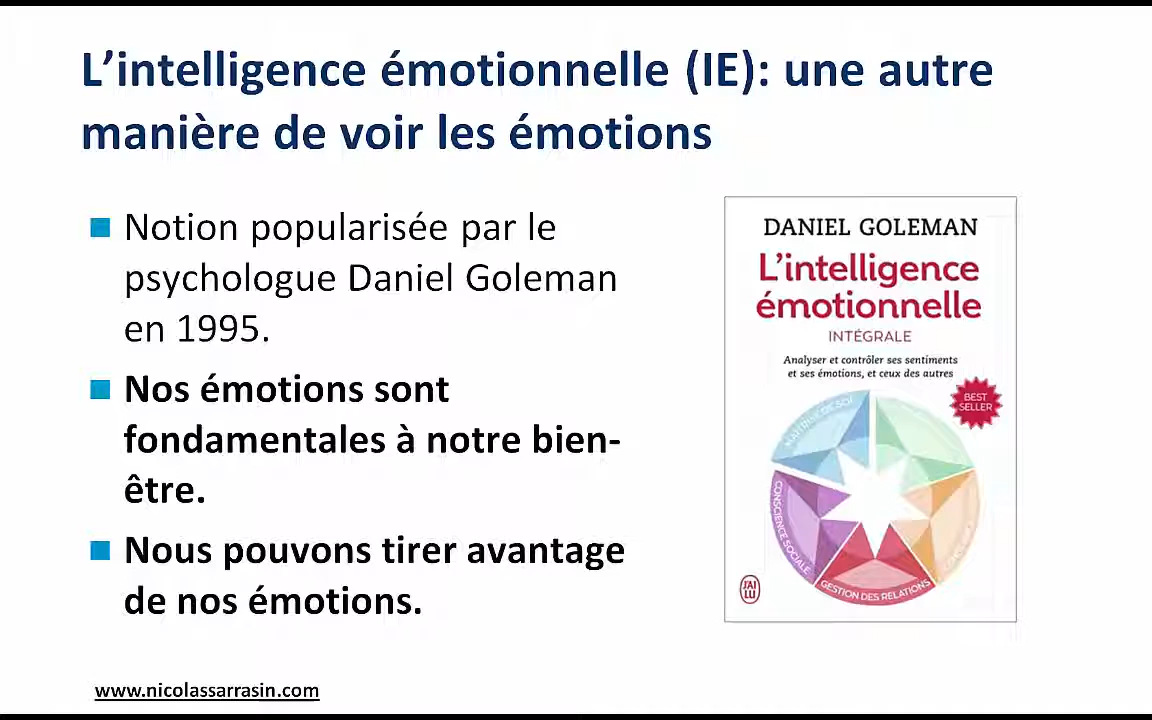 L’intelligence émotionnelle (IE): une autre
manière de voir les émotions
Notion popularisée par le
psychologue Daniel Goleman
en 1995.
Nos émotions sont
fondamentales à notre bien-
être.
Nous pouvons tirer avantage
de nos émotions.
DANIEL GOLEMAN
L’intelligence
émotionnelle
INTÉGRALE
Analyser et contrôler ses sentiments
et ses émotions, et ceux des autres
BEST
SELLER
MAÎTRISE DE SOI
CONSCIENCE SOCIALE
GESTION DES RELATIONS
J’AI
LU
www.nicolassarrasin.com